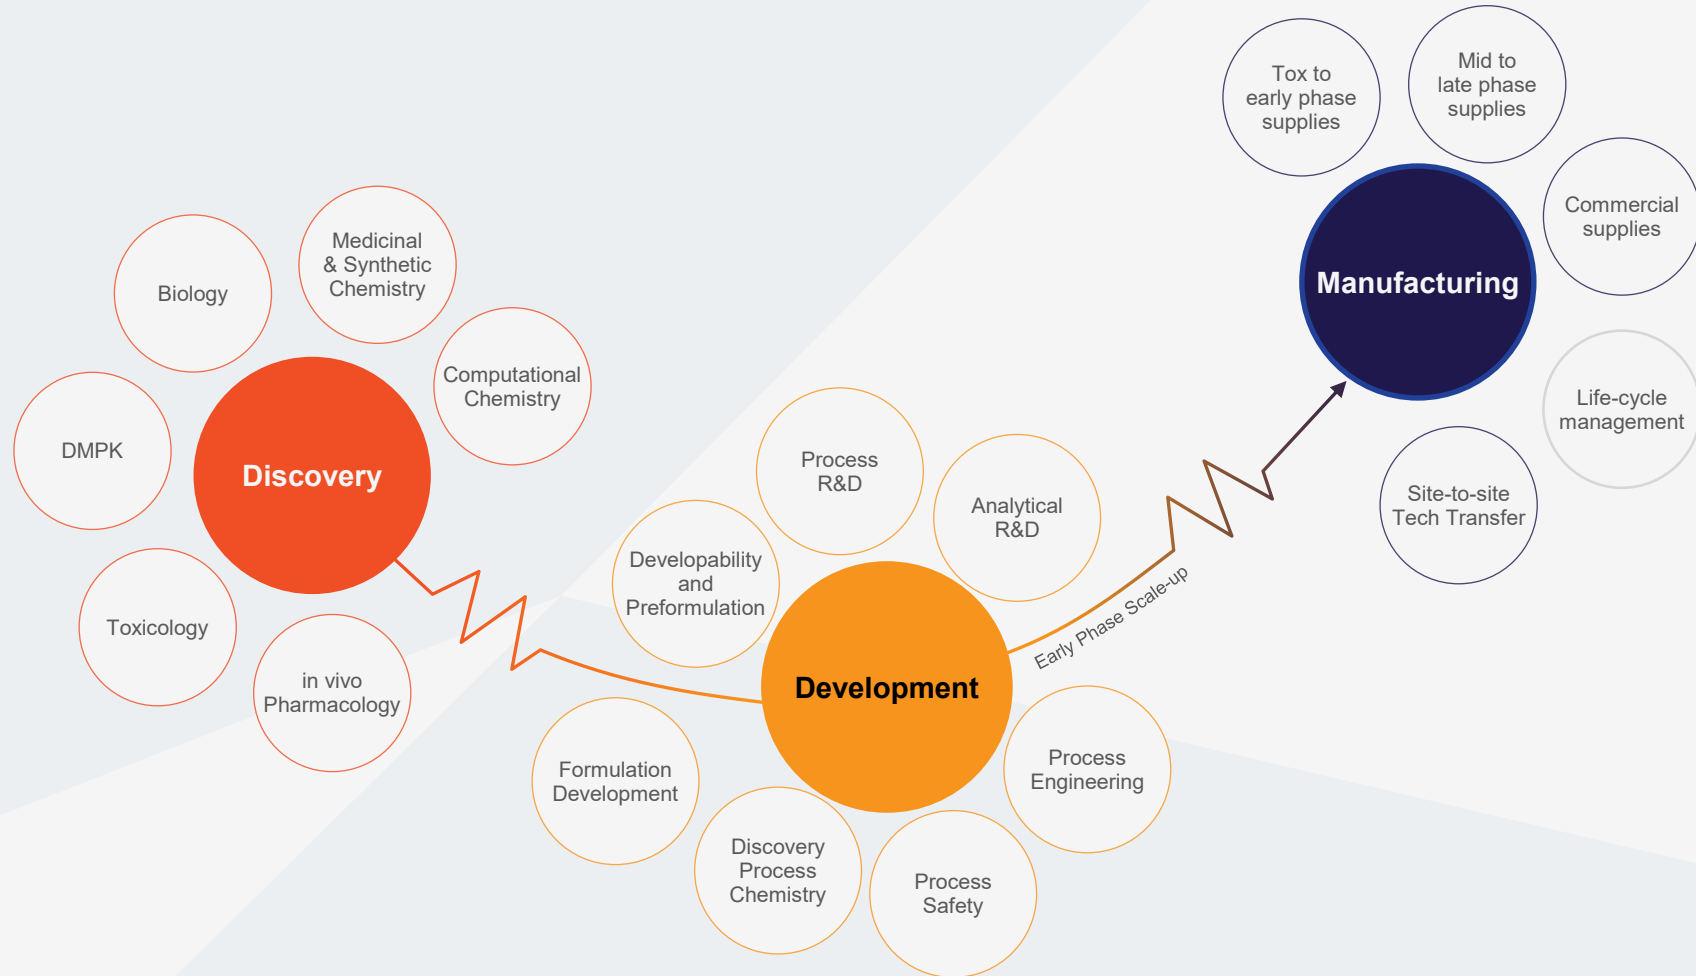 Discovery
Medicinal
& Synthetic
Chemistry
Biology
Computational
Chemistry
DMPK
Toxicology
in vivo
Pharmacology
Development
Process
R&D
Analytical
R&D
Developability
and
Preformulation
Formulation
Development
Discovery
Process
Chemistry
Process
Safety
Process
Engineering
Early Phase Scale-up
Manufacturing
Tox to
early phase
supplies
Mid to
late phase
supplies
Commercial
supplies
Life-cycle
management
Site-to-site
Tech Transfer